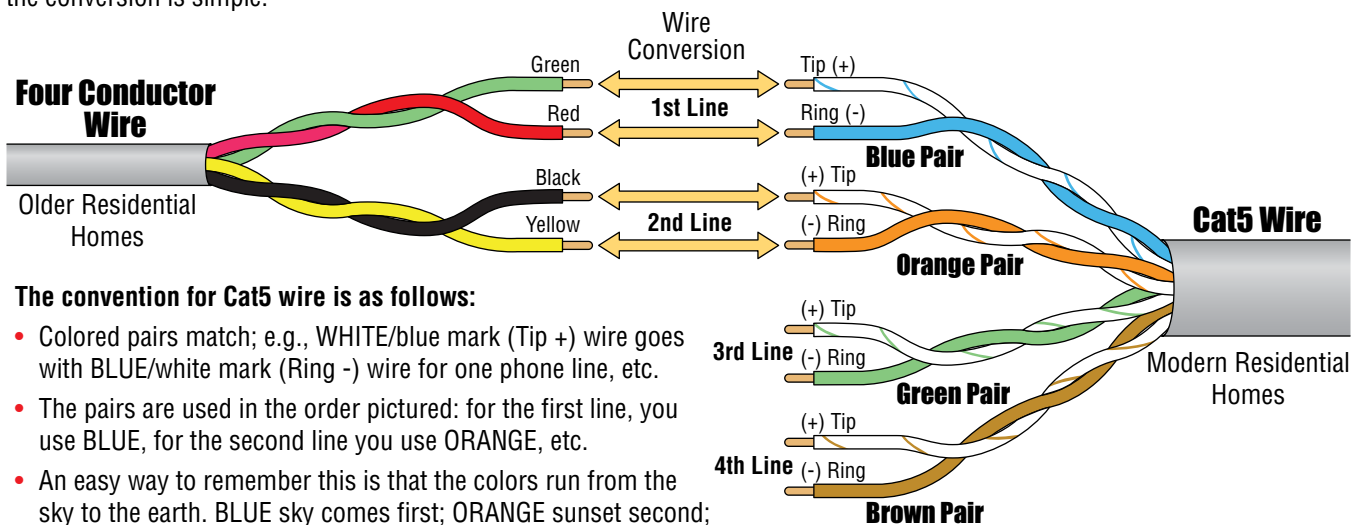 the conversion is simple.
Wire
Conversion
Four Conductor
Wire
Older Residential
Homes
Green
Red
Black
Yellow
1st Line
2nd Line
Tip (+)
Ring (-)
Blue Pair
(+) Tip
(-) Ring
Orange Pair
Cat5 Wire
Modern Residential
Homes
(+) Tip
3rd Line (-) Ring
Green Pair
(+) Tip
4th Line (-) Ring
Brown Pair
The convention for Cat5 wire is as follows:
• Colored pairs match; e.g., WHITE/blue mark (Tip +) wire goes
with BLUE/white mark (Ring -) wire for one phone line, etc.
• The pairs are used in the order pictured: for the first line, you
use BLUE, for the second line you use ORANGE, etc.
• An easy way to remember this is that the colors run from the
sky to the earth. BLUE sky comes first; ORANGE sunset second;